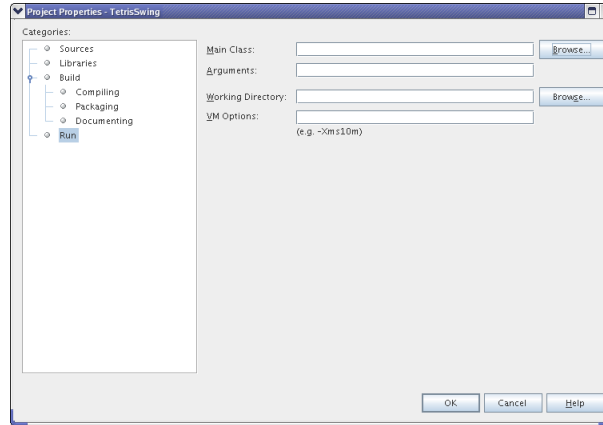 Project Properties - TetrisSwing
Categories:
Sources
Libraries
Build
Compiling
Packaging
Documenting
Run
Main Class:
Browse...
Arguments:
Working Directory:
Browse...
VM Options:
(e.g. -Xms10m)
OK
Cancel
Help